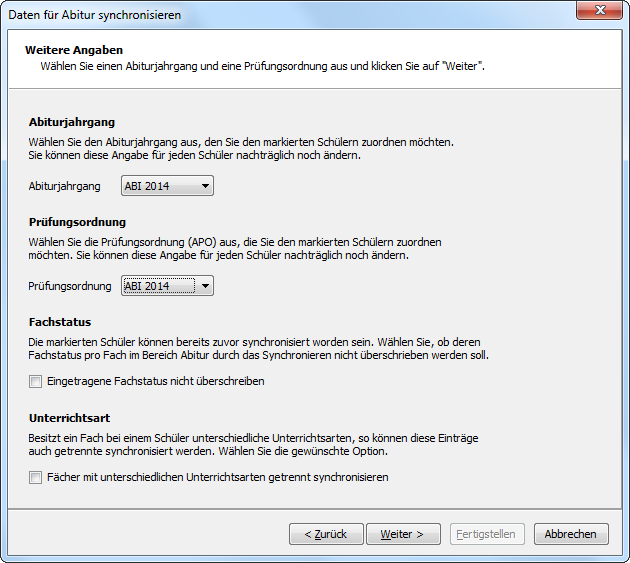 Daten für Abitur synchronisieren
Weitere Angaben
Wählen Sie einen Abiturjahrgang und eine Prüfungsordnung aus und klicken Sie auf "Weiter".
Abiturjahrgang
Wählen Sie den Abiturjahrgang aus, den Sie den markierten Schülern zuordnen möchten.
Sie können diese Angabe für jeden Schüler nachträglich noch ändern.
Abiturjahrgang ABI 2014
Prüfungsordnung
Wählen Sie die Prüfungsordnung (APO) aus, die Sie den markierten Schülern zuordnen
möchten. Sie können diese Angabe für jeden Schüler nachträglich noch ändern.
Prüfungsordnung ABI 2014
Fachstatus
Die markierten Schüler können bereits zuvor synchronisiert worden sein. Wählen Sie, ob deren
Fachstatus pro Fach im Bereich Abitur durch das Synchronieren nicht überschrieben werden soll.
Eingetragene Fachstatus nicht überschreiben
Unterrichtsart
Besitzt ein Fach bei einem Schüler unterschiedliche Unterrichtsarten, so können diese Einträge
auch getrennte synchronisiert werden. Wählen Sie die gewünschte Option.
Fächer mit unterschiedlichen Unterrichtsarten getrennt synchronisieren
< Zurück Weiter > Fertigstellen Abbrechen